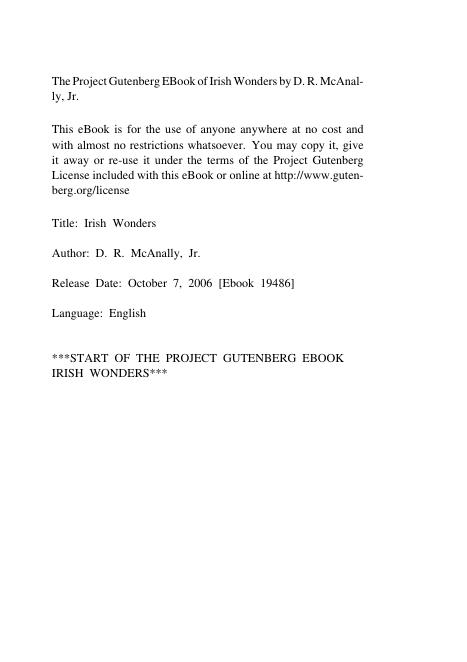 The Project Gutenberg EBook of Irish Wonders by D. R. McAnal-
ly, Jr.
This eBook is for the use of anyone anywhere at no cost and
with almost no restrictions whatsoever. You may copy it, give
it away or re-use it under the terms of the Project Gutenberg
License included with this eBook or online at http://www.guten-
berg.org/license
Title: Irish Wonders
Author: D. R. McAnally, Jr.
Release Date: October 7, 2006 [Ebook 19486]
Language: English
***START OF THE PROJECT GUTENBERG EBOOK
IRISH WONDERS***